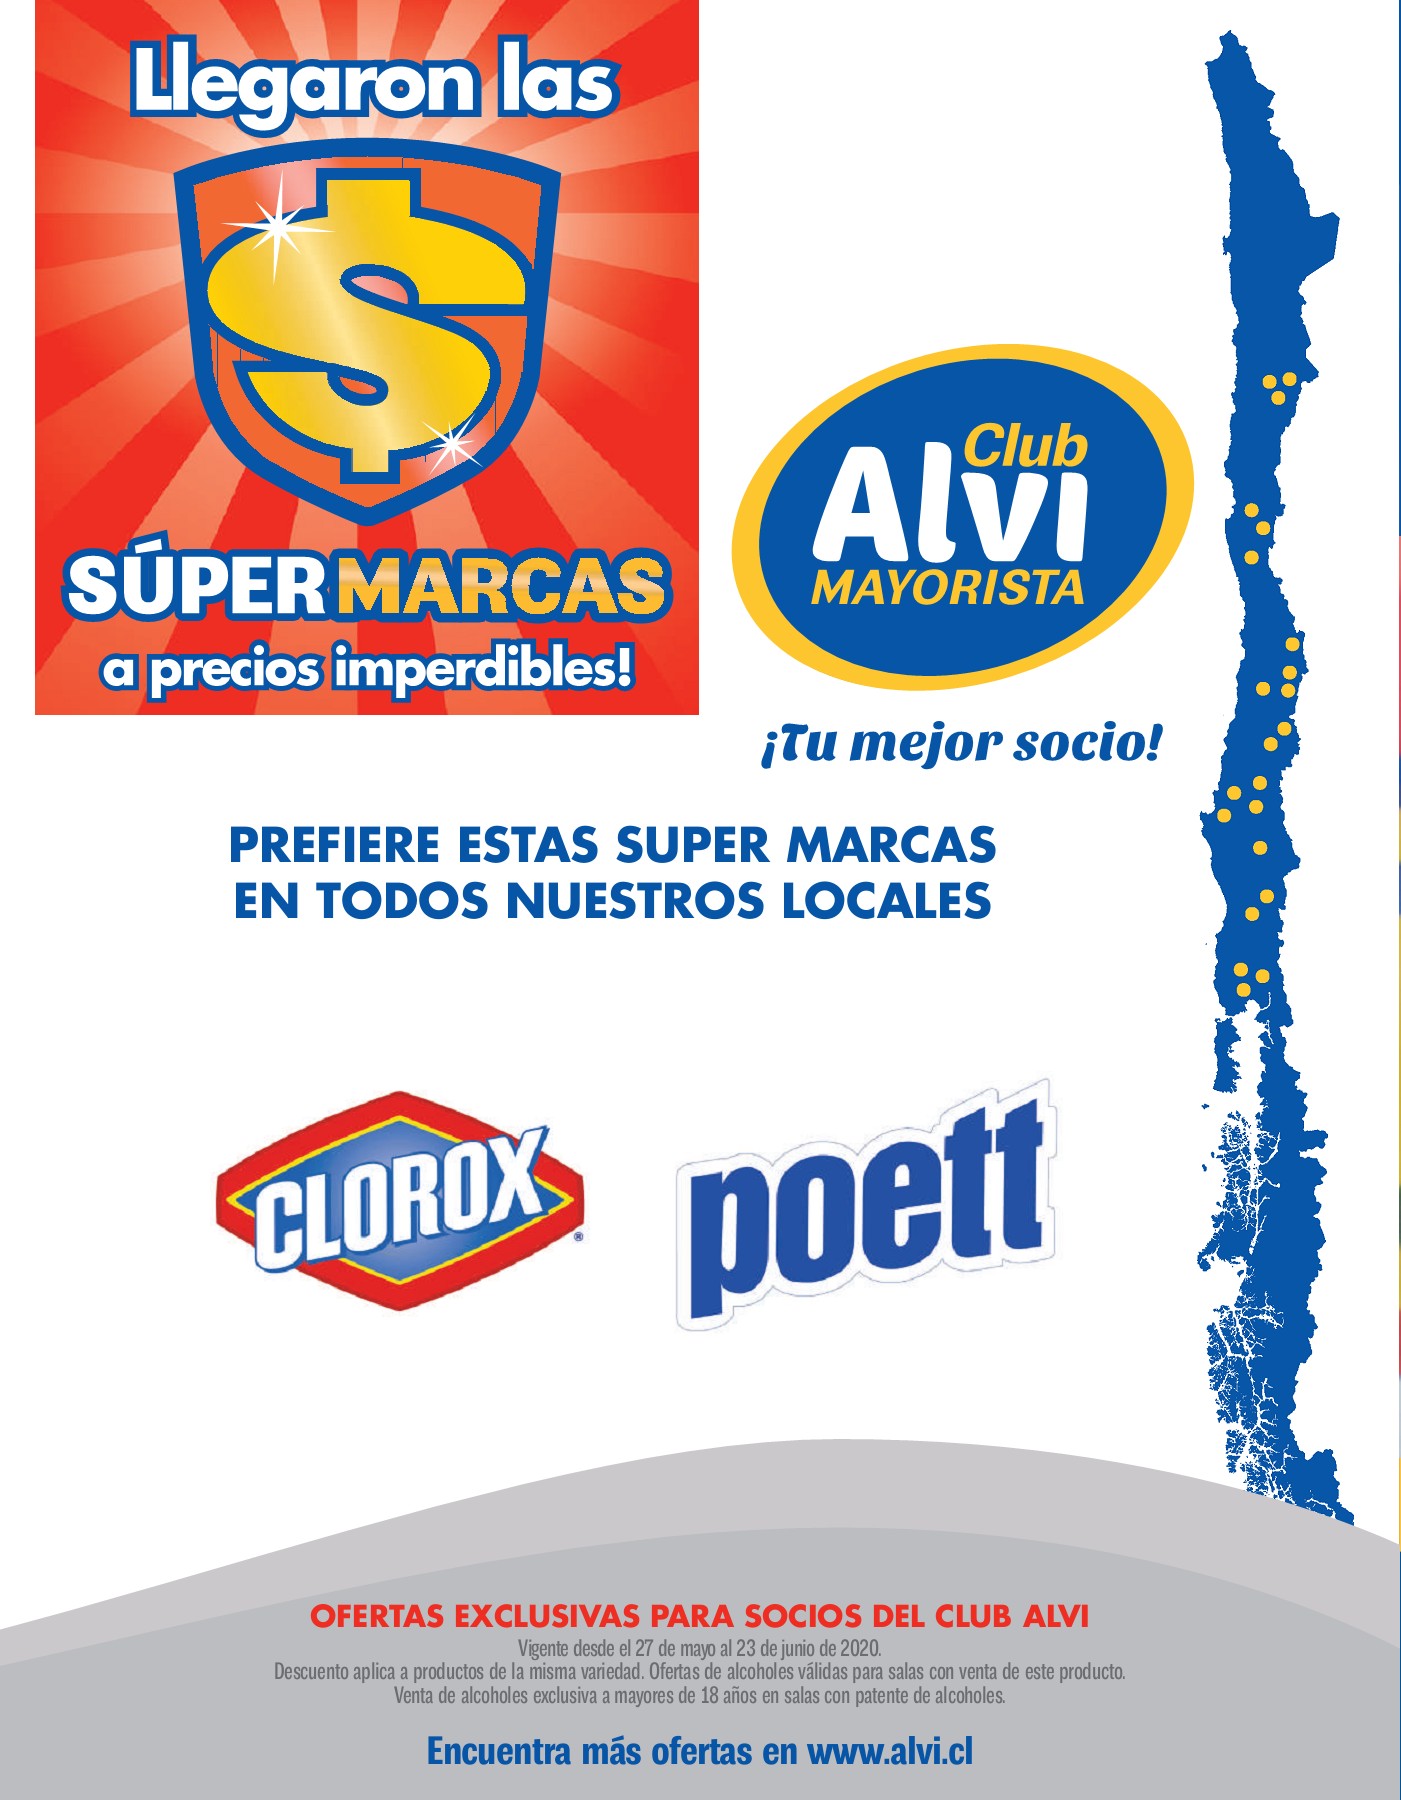 Llegaron las
SÚPER MARCAS
a precios imperdibles!
Club
Alvi
MAYORISTA
¡Tu mejor socio!
PREFIERE ESTAS SUPER MARCAS
EN TODOS NUESTROS LOCALES
CLOROX
®
poett
OFERTAS EXCLUSIVAS PARA SOCIOS DEL CLUB ALVI
Vigente desde el 27 de mayo al 23 de junio de 2020.
Descuento aplica a productos de la misma variedad. Ofertas de alcoholes válidas para salas con venta de este producto.
Venta de alcoholes exclusiva a mayores de 18 años en salas con patente de alcoholes.
Encuentra más ofertas en www.alvi.cl